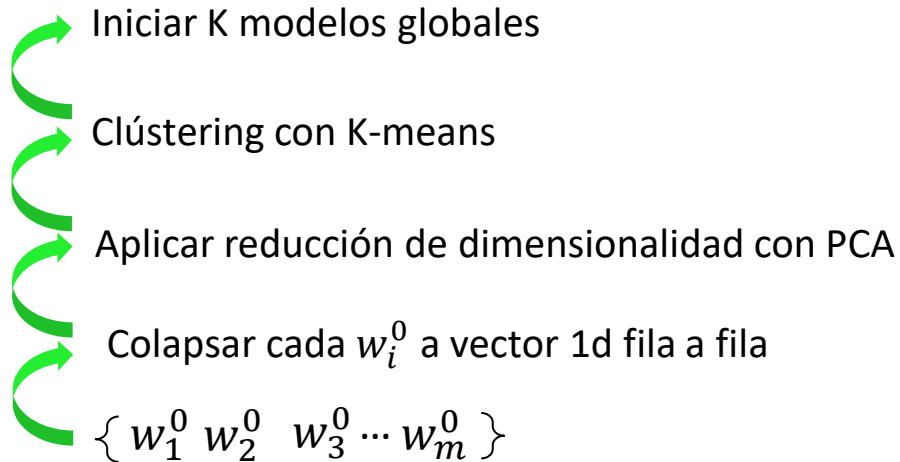 Iniciar K modelos globales
Clústering con K-means
Aplicar reducción de dimensionalidad con PCA
Colapsar cada $w_i^0$ a vector 1d fila a fila
{ $w_1^0$ $w_2^0$ $w_3^0$ ⋯ $w_m^0$ }